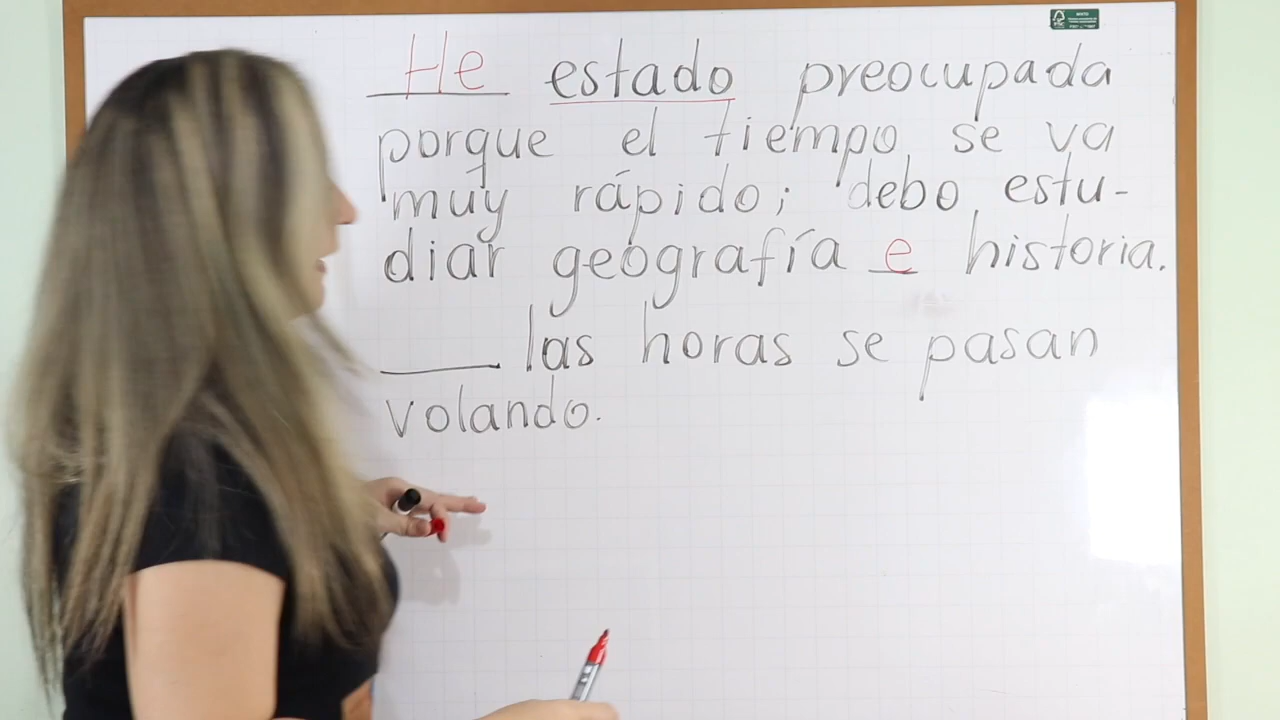 He estado preocupada
porque el tiempo se va
muy rápido; debo estu-
diar geografía e historia.
___ las horas se pasan
volando.